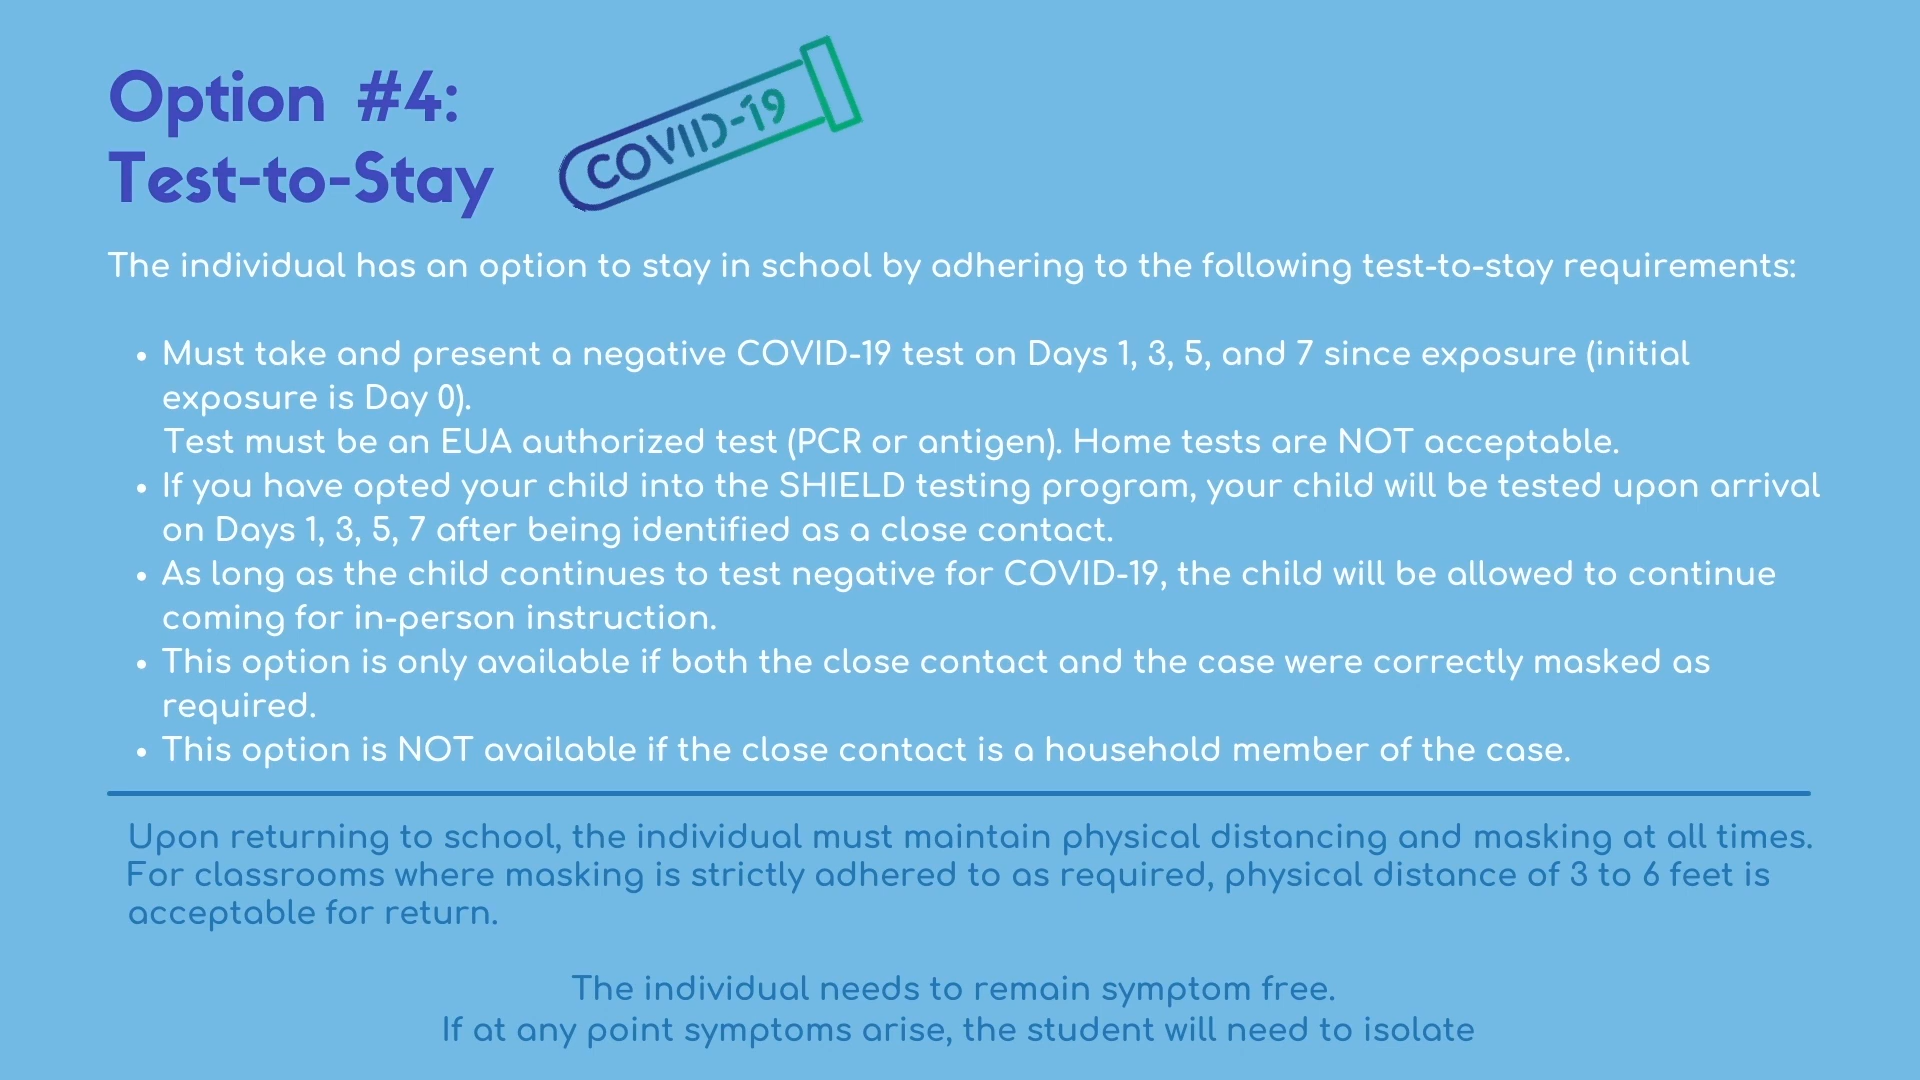 Option #4:
Test-to-Stay
COVIID-19
The individual has an option to stay in school by adhering to the following test-to-stay requirements:
• Must take and present a negative COVID-19 test on Days 1, 3, 5, and 7 since exposure (initial
exposure is Day 0).
Test must be an EUA authorized test (PCR or antigen). Home tests are NOT acceptable.
• If you have opted your child into the SHIELD testing program, your child will be tested upon arrival
on Days 1, 3, 5, 7 after being identified as a close contact.
• As long as the child continues to test negative for COVID-19, the child will be allowed to continue
coming for in-person instruction.
• This option is only available if both the close contact and the case were correctly masked as
required.
• This option is NOT available if the close contact is a household member of the case.
Upon returning to school, the individual must maintain physical distancing and masking at all times.
For classrooms where masking is strictly adhered to as required, physical distance of 3 to 6 feet is
acceptable for return.
The individual needs to remain symptom free.
If at any point symptoms arise, the student will need to isolate